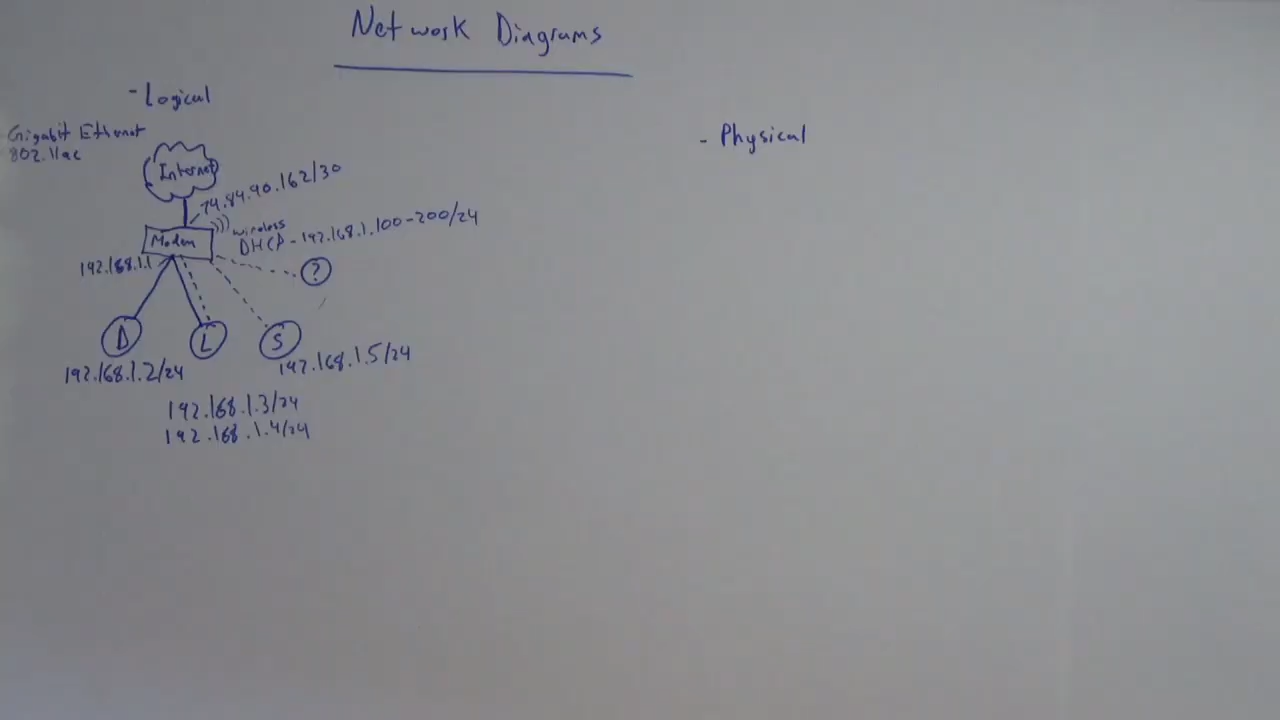 Network Diagrams
- Logical
Gigabit Ethernet
802.11ac
Internet
74.84.90.162/30
wireless
DHCP - 192.168.1.100-200/24
Modem
192.168.1.1
?
D
L
S
192.168.1.2/24
192.168.1.5/24
192.168.1.3/24
192.168.1.4/24
- Physical